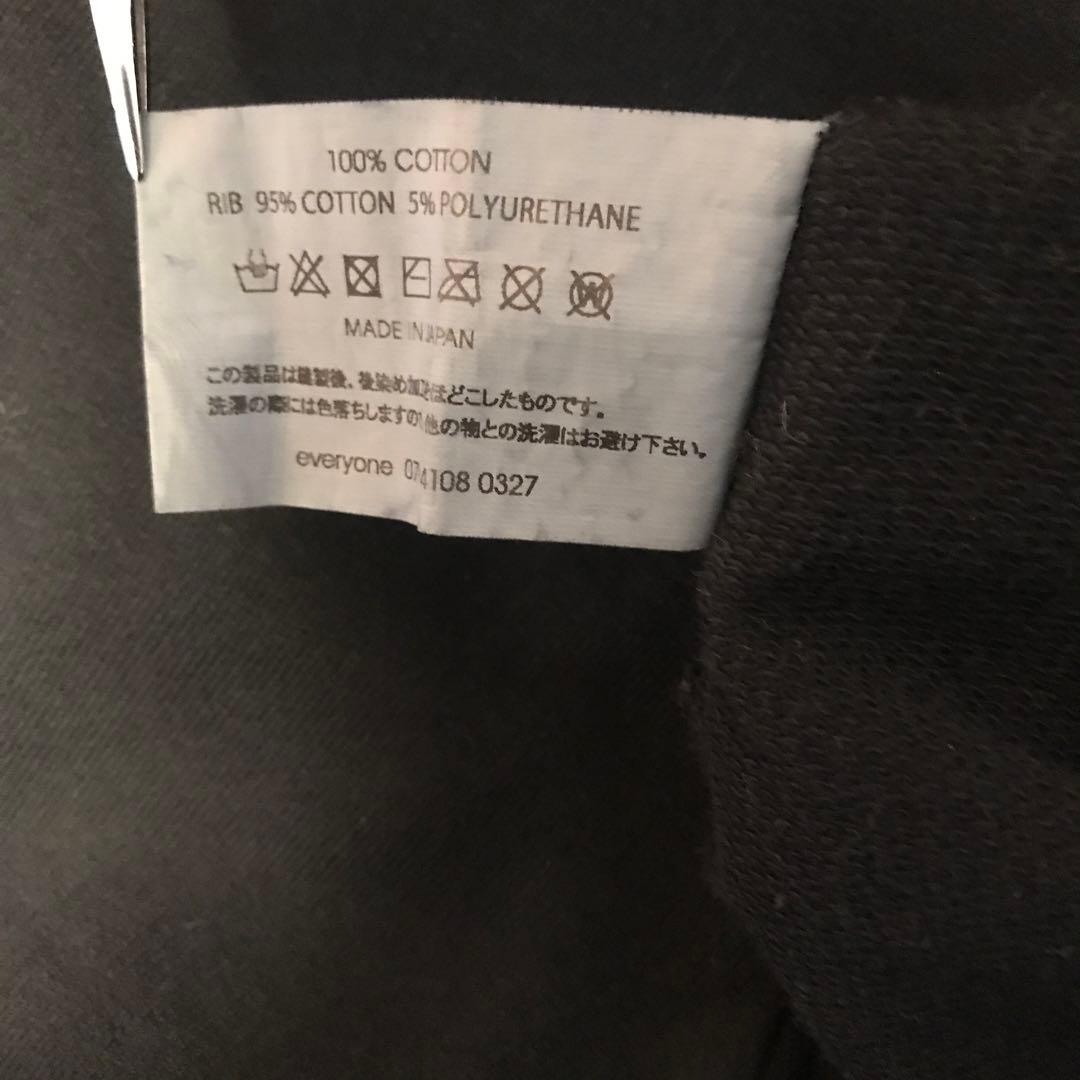 100% COTTON
RIB 95% COTTON 5% POLYURETHANE
W
MADE IN JAPAN
この製品は縫製後、後染め加工をほどこしたものです。
洗濯の際には色落ちしますの他の物との洗濯はお避け下さい。
everyone 074108 0327